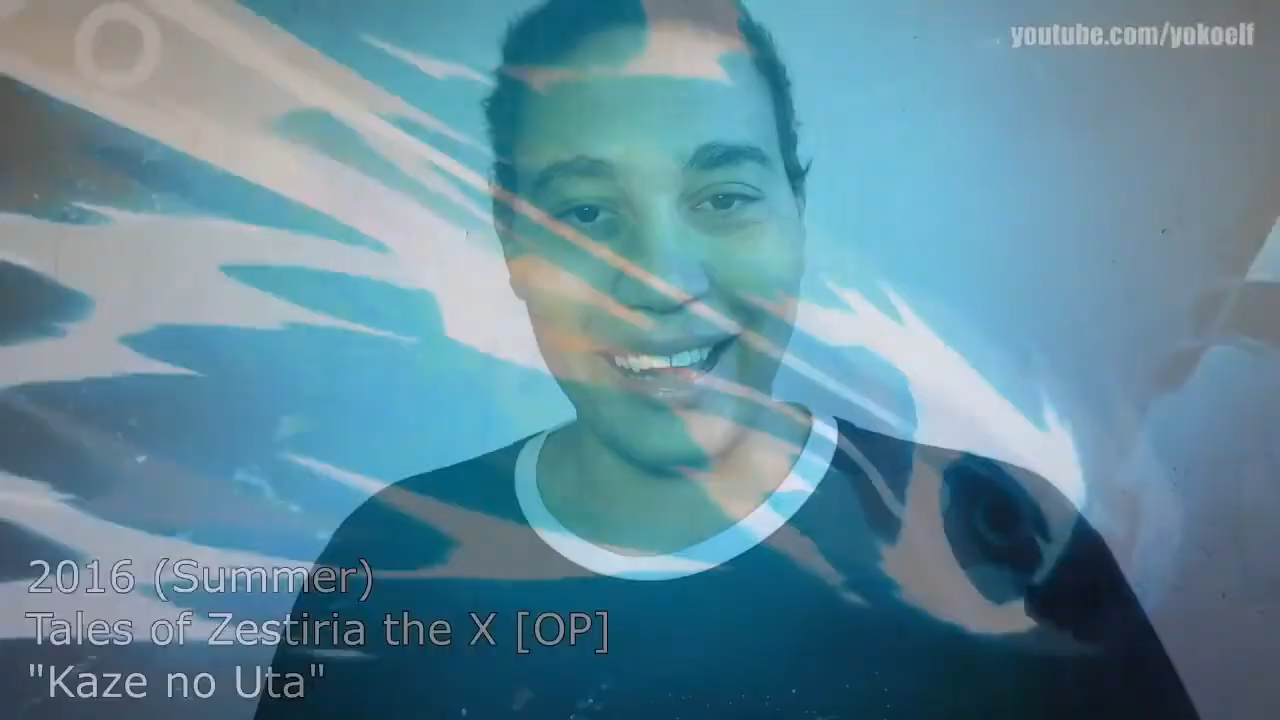 youtube.com/yokoelf
2016 (Summer)
Tales of Zestiria the X [OP]
"Kaze no Uta"